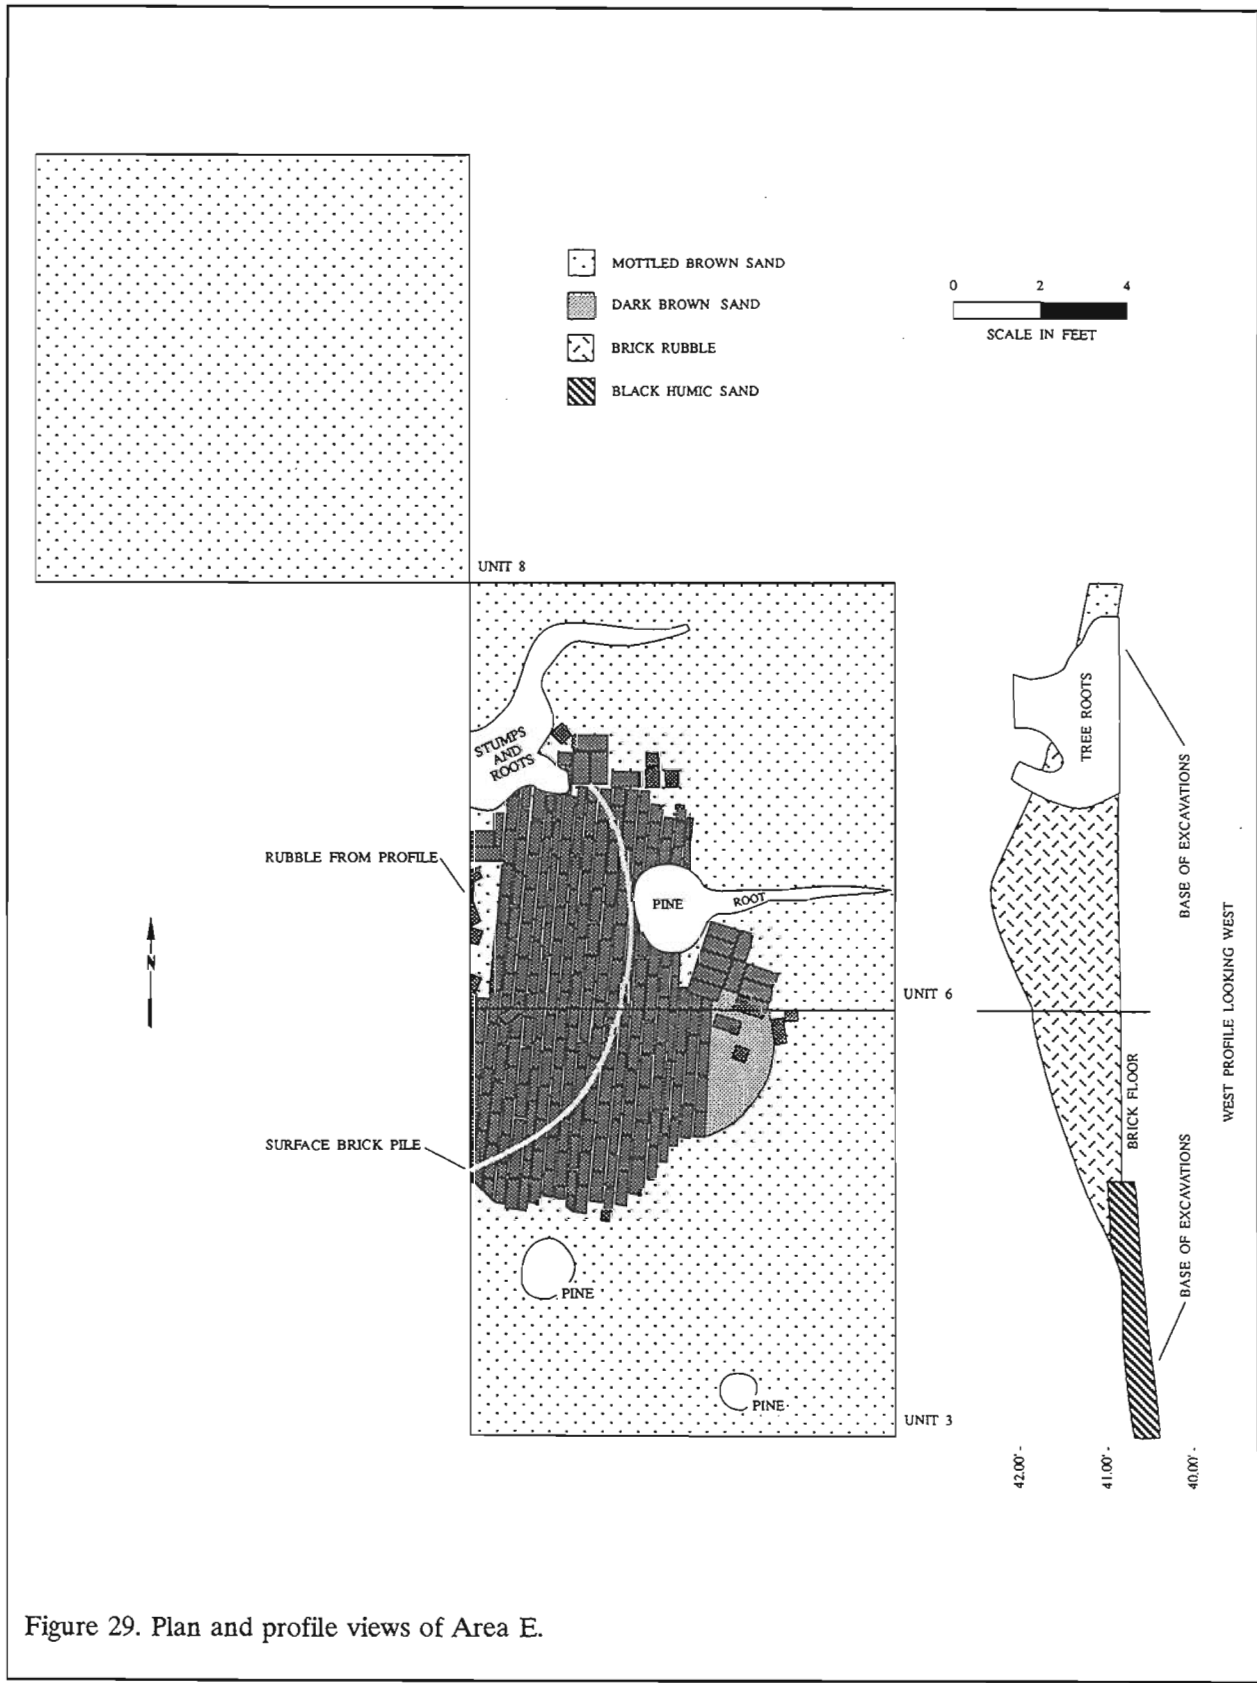 MOTTLED BROWN SAND
DARK BROWN SAND
BRICK RUBBLE
BLACK HUMIC SAND
0 2 4
SCALE IN FEET
UNIT 8
STUMPS
AND
ROOTS
RUBBLE FROM PROFILE
PINE
ROOT
N
UNIT 6
SURFACE BRICK PILE
PINE
PINE
UNIT 3
TREE ROOTS
BASE OF EXCAVATIONS
BRICK FLOOR
WEST PROFILE LOOKING WEST
BASE OF EXCAVATIONS
42.00' -
41.00' -
40.00' -
Figure 29. Plan and profile views of Area E.